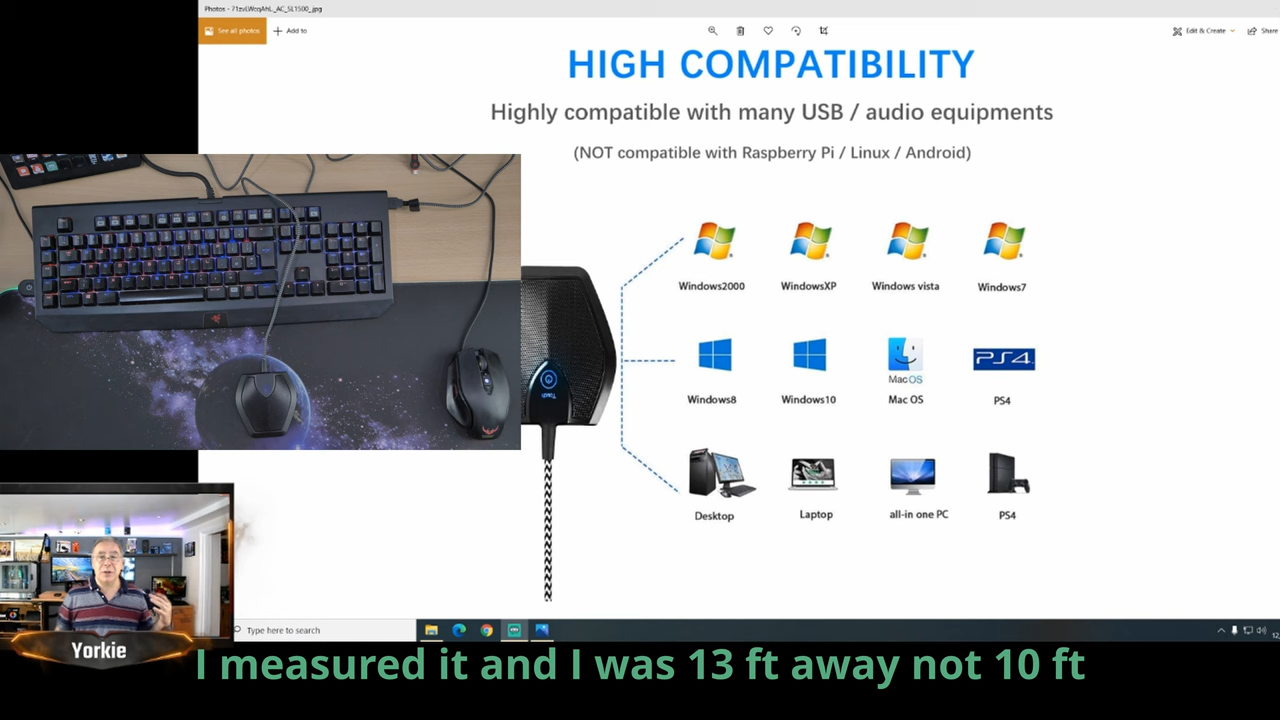 Photos - 71zvLWcqAhL_AC_SL1500_.jpg
See all photos + Add to
Edit & Create
Share
HIGH COMPATIBILITY
Highly compatible with many USB / audio equipments
(NOT compatible with Raspberry Pi / Linux / Android)
Windows2000 WindowsXP Windows vista Windows7
MacOS PS4
Windows8 Windows10 Mac OS PS4
Touch
Desktop Laptop all-in one PC PS4
Type here to search
Yorkie
I measured it and I was 13 ft away not 10 ft